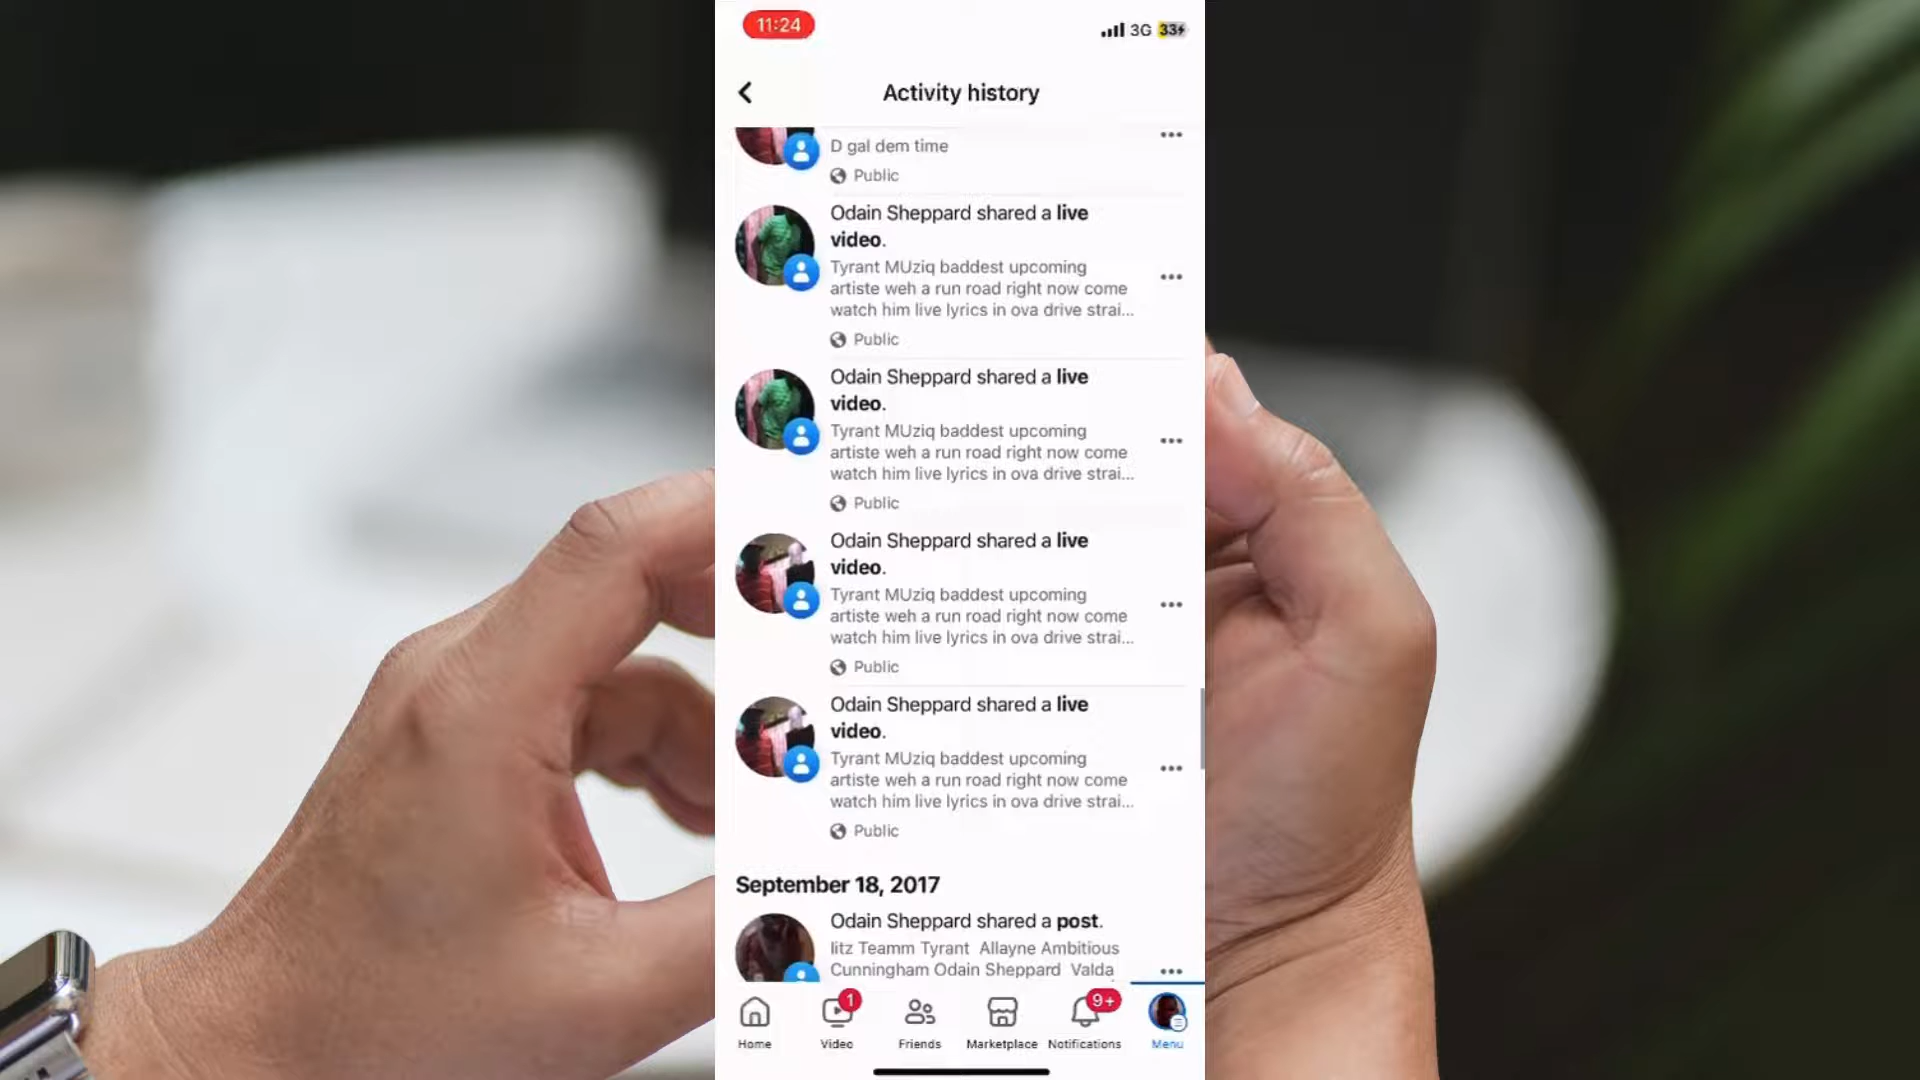 11:24
3G 33
Activity history
D gal dem time
Public
Odain Sheppard shared a live
video.
Tyrant MUziq baddest upcoming
artiste weh a run road right now come
watch him live lyrics in ova drive strai...
Public
Odain Sheppard shared a live
video.
Tyrant MUziq baddest upcoming
artiste weh a run road right now come
watch him live lyrics in ova drive strai...
Public
Odain Sheppard shared a live
video.
Tyrant MUziq baddest upcoming
artiste weh a run road right now come
watch him live lyrics in ova drive strai...
Public
Odain Sheppard shared a live
video.
Tyrant MUziq baddest upcoming
artiste weh a run road right now come
watch him live lyrics in ova drive strai...
Public
September 18, 2017
Odain Sheppard shared a post.
litz Teamm Tyrant Allayne Ambitious
Cunningham Odain Sheppard Valda
1
9+
Home
Video
Friends
Marketplace
Notifications
Menu